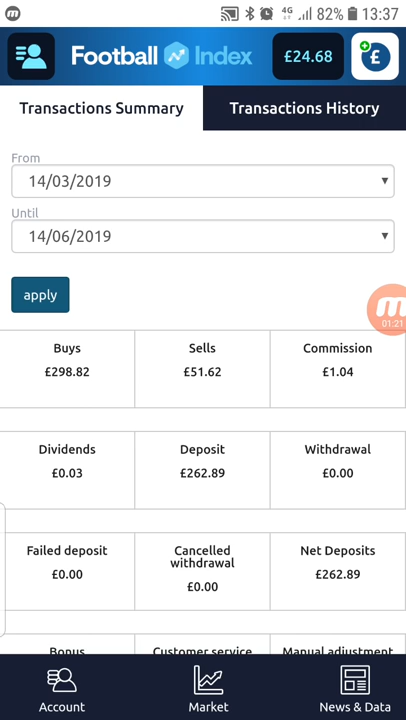 4G 82% 13:37
Football Index £24.68 £
Transactions Summary Transactions History
From
14/03/2019
Until
14/06/2019
apply
01:21
Buys Sells Commission
£298.82 £51.62 £1.04
Dividends Deposit Withdrawal
£0.03 £262.89 £0.00
Failed deposit Cancelled withdrawal Net Deposits
£0.00 £0.00 £262.89
Bonus Customer service Manual adjustment
Account Market News & Data